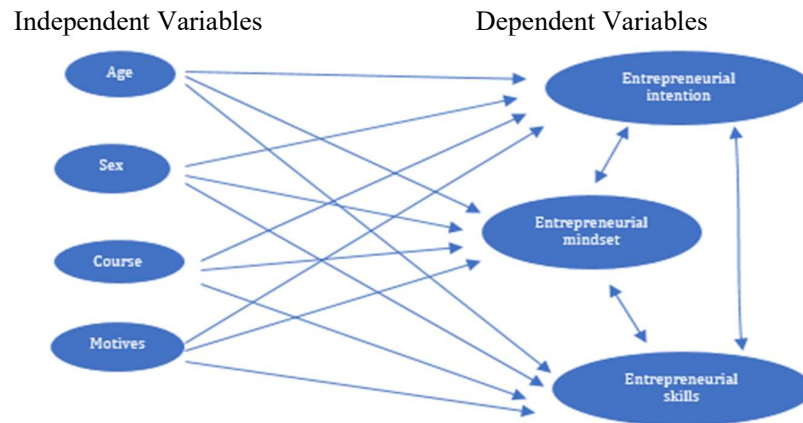 Independent Variables
Dependent Variables
Age
Sex
Course
Motives
Entrepreneurial
intention
Entrepreneurial
mindset
Entrepreneurial
skills